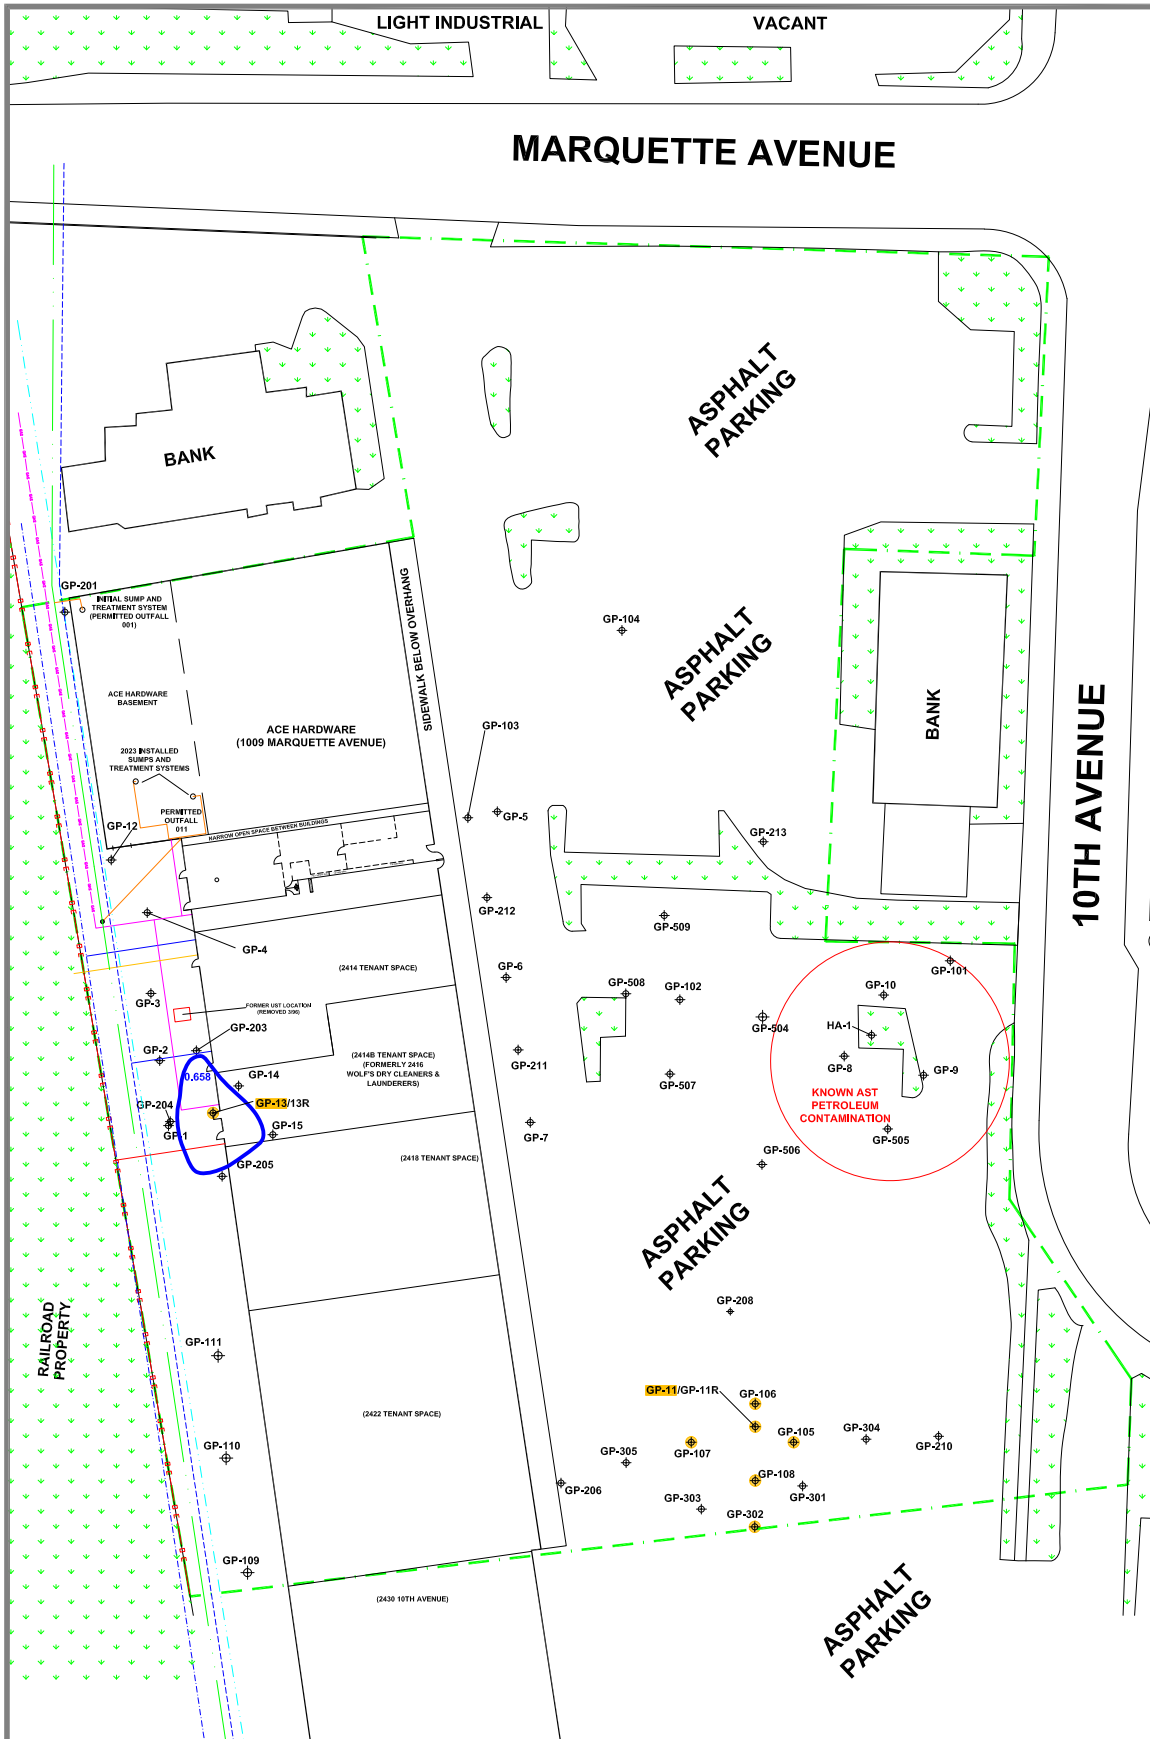 LIGHT INDUSTRIAL
VACANT
MARQUETTE AVENUE
ASPHALT
PARKING
BANK
GP-201
INITIAL SUMP AND
TREATMENT SYSTEM
(PERMITTED OUTFALL
001)
SIDEWALK BELOW OVERHANG
GP-104
ASPHALT
PARKING
BANK
10TH AVENUE
ACE HARDWARE
BASEMENT
ACE HARDWARE
(1009 MARQUETTE AVENUE)
GP-103
2023 INSTALLED
SUMPS AND
TREATMENT SYSTEMS
PERMITTED
OUTFALL
011
GP-12
NARROW OPEN SPACE BETWEEN BUILDINGS
GP-5
GP-213
GP-212
GP-509
GP-4
(2414 TENANT SPACE)
GP-6
GP-101
GP-3
GP-508
GP-102
GP-10
FORMER UST LOCATION
(REMOVED 3/96)
GP-504
HA-1
GP-203
GP-2
(2414B TENANT SPACE)
(FORMERLY 2416
WOLF'S DRY CLEANERS &
LAUNDERERS)
GP-211
GP-8
GP-9
GP-507
0.658
GP-14
KNOWN AST
PETROLEUM
CONTAMINATION
GP-204
GP-13/13R
GP-1
GP-15
GP-7
GP-505
(2418 TENANT SPACE)
GP-506
GP-205
ASPHALT
PARKING
RAILROAD
PROPERTY
GP-208
GP-111
GP-11/GP-11R
GP-106
(2422 TENANT SPACE)
GP-105
GP-304
GP-210
GP-110
GP-305
GP-107
GP-108
GP-206
GP-301
GP-303
GP-302
GP-109
(2430 10TH AVENUE)
ASPHALT
PARKING